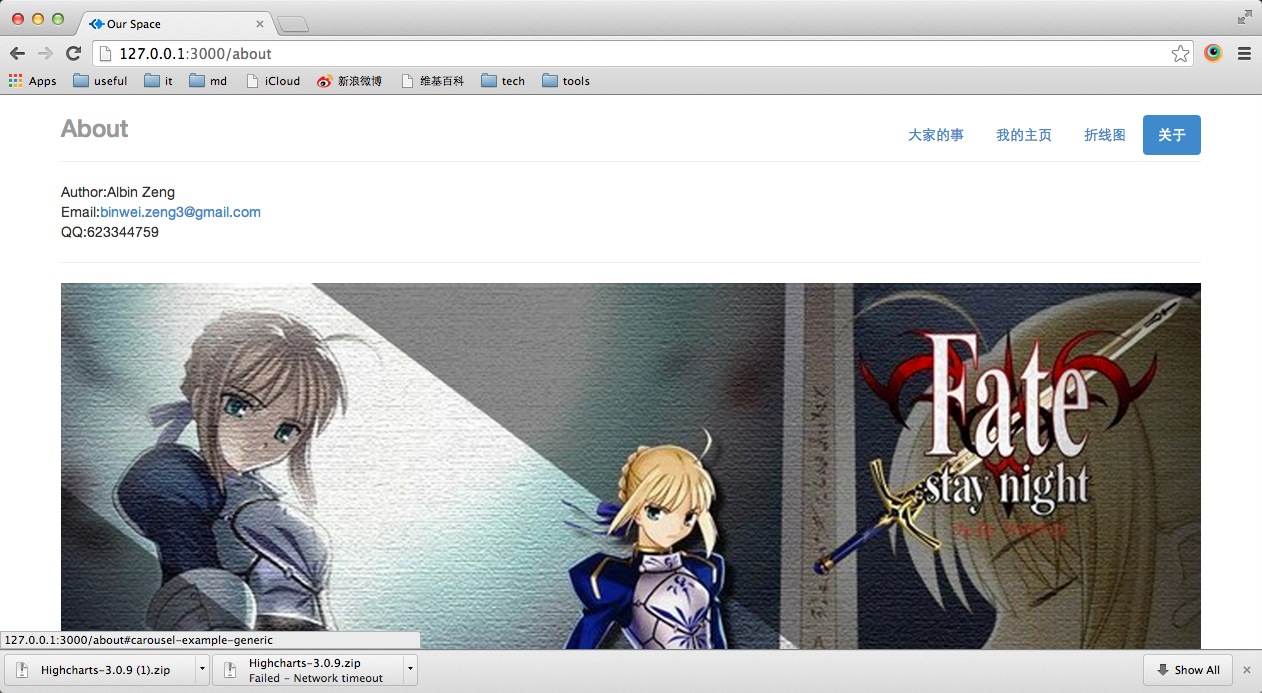 Our Space
127.0.0.1:3000/about
Apps useful it md iCloud 新浪微博 维基百科 tech tools
About
大家的事 我的主页 折线图 关于
Author:Albin Zeng
Email:binwei.zeng3@gmail.com
QQ:623344759
Fate
stay night
127.0.0.1:3000/about#carousel-example-generic
Highcharts-3.0.9 (1).zip
Highcharts-3.0.9.zip
Failed - Network timeout
Show All